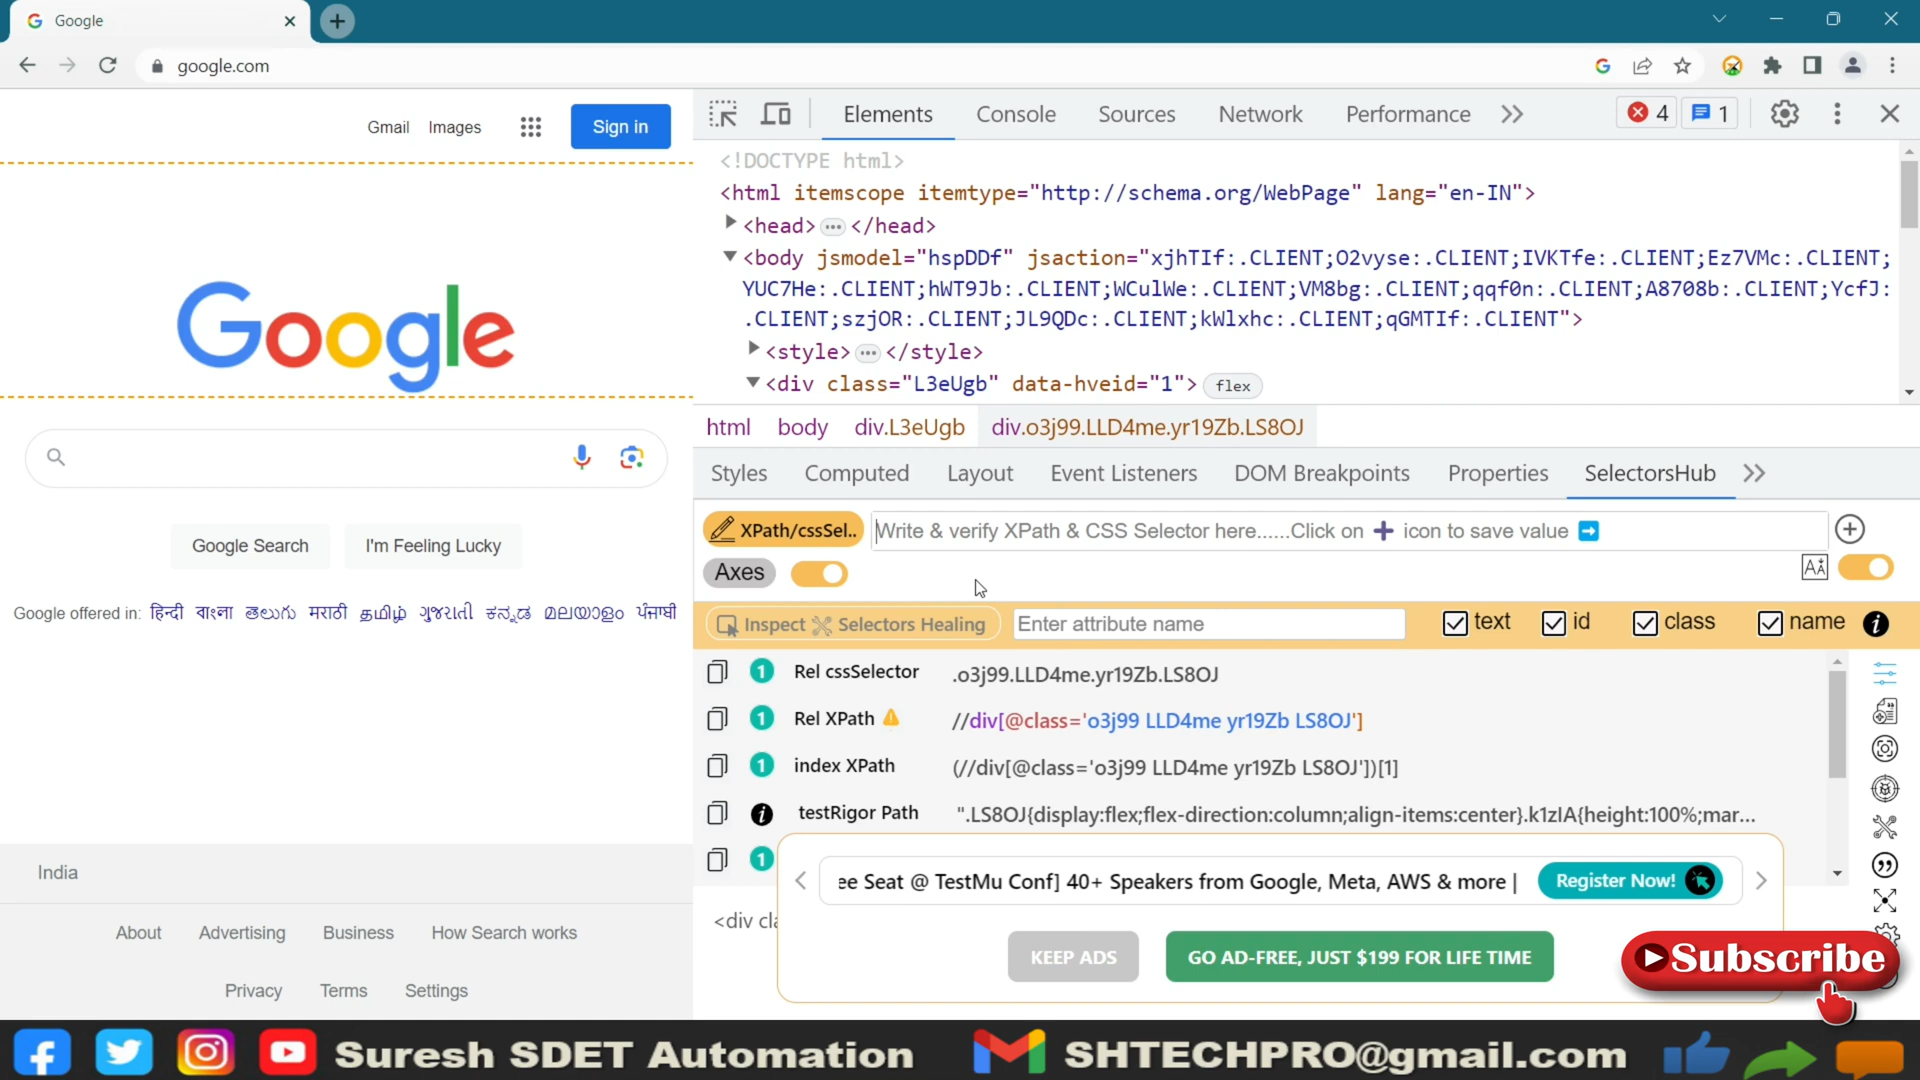 Google
google.com
Gmail Images Sign in
Google
Google Search I'm Feeling Lucky
Google offered in: हिन्दी বাংলা తెలుగు मराठी தமிழ் ગુજરાતી ಕನ್ನಡ മലയാളം ਪੰਜਾਬੀ
India
About Advertising Business How Search works
Privacy Terms Settings
Elements Console Sources Network Performance 4 1
<!DOCTYPE html>
<html itemscope itemtype="http://schema.org/WebPage" lang="en-IN">
<head> ⋯ </head>
<body jsmodel="hspDDf" jsaction="xjhTIf:.CLIENT;O2vyse:.CLIENT;IVKTfe:.CLIENT;Ez7VMc:.CLIENT;
YUC7He:.CLIENT;hWT9Jb:.CLIENT;WCulWe:.CLIENT;VM8bg:.CLIENT;qqf0n:.CLIENT;A8708b:.CLIENT;YcfJ:
.CLIENT;szjOR:.CLIENT;JL9QDc:.CLIENT;kWlxhc:.CLIENT;qGMTIf:.CLIENT">
<style> ⋯ </style>
<div class="L3eUgb" data-hveid="1"> flex
html body div.L3eUgb div.o3j99.LLD4me.yr19Zb.LS8OJ
Styles Computed Layout Event Listeners DOM Breakpoints Properties SelectorsHub
XPath/cssSel.. Write & verify XPath & CSS Selector here......Click on ➕ icon to save value ➡
Axes
Inspect Selectors Healing Enter attribute name text id class name
1 Rel cssSelector .o3j99.LLD4me.yr19Zb.LS8OJ
1 Rel XPath //div[@class='o3j99 LLD4me yr19Zb LS8OJ']
1 index XPath (//div[@class='o3j99 LLD4me yr19Zb LS8OJ'])[1]
testRigor Path ".LS8OJ{display:flex;flex-direction:column;align-items:center}.k1zIA{height:100%;mar...
1
ee Seat @ TestMu Conf] 40+ Speakers from Google, Meta, AWS & more | Register Now!
<div cla
KEEP ADS GO AD-FREE, JUST $199 FOR LIFE TIME
Subscribe
Suresh SDET Automation SHTECHPRO@gmail.com